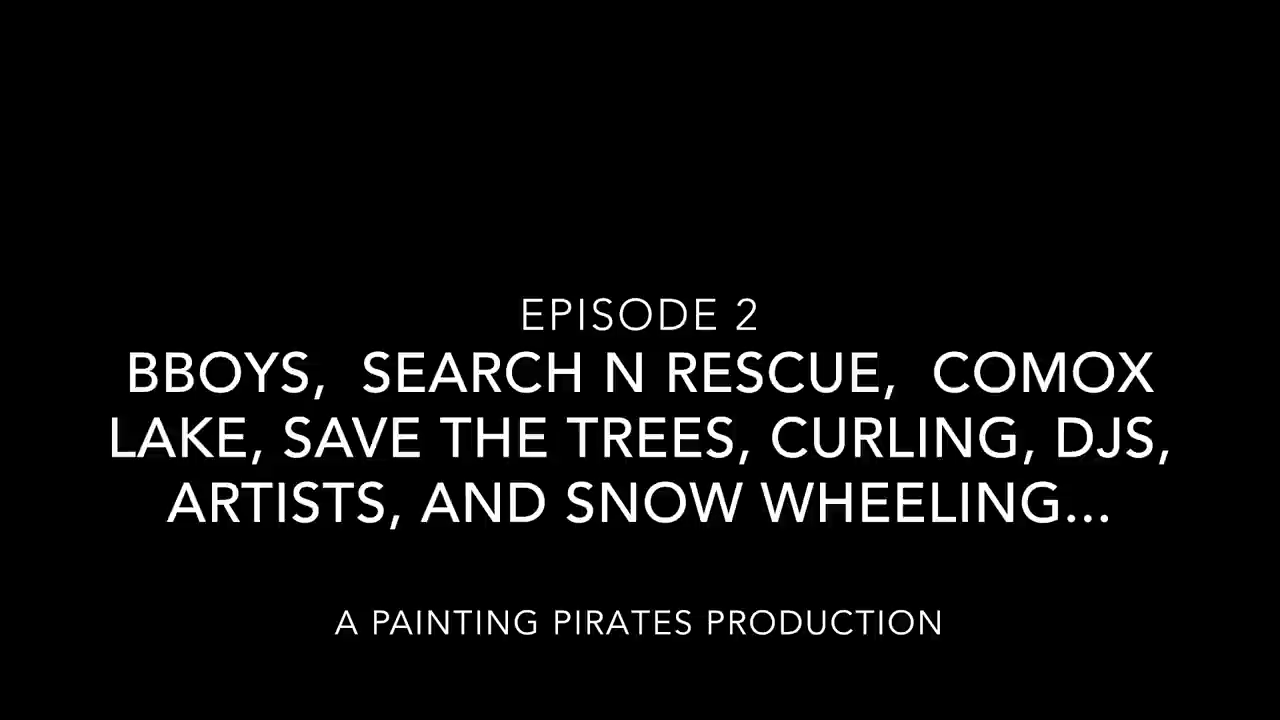 EPISODE 2
BBOYS,  SEARCH N RESCUE,  COMOX
LAKE, SAVE THE TREES, CURLING, DJS,
ARTISTS, AND SNOW WHEELING...
A PAINTING PIRATES PRODUCTION